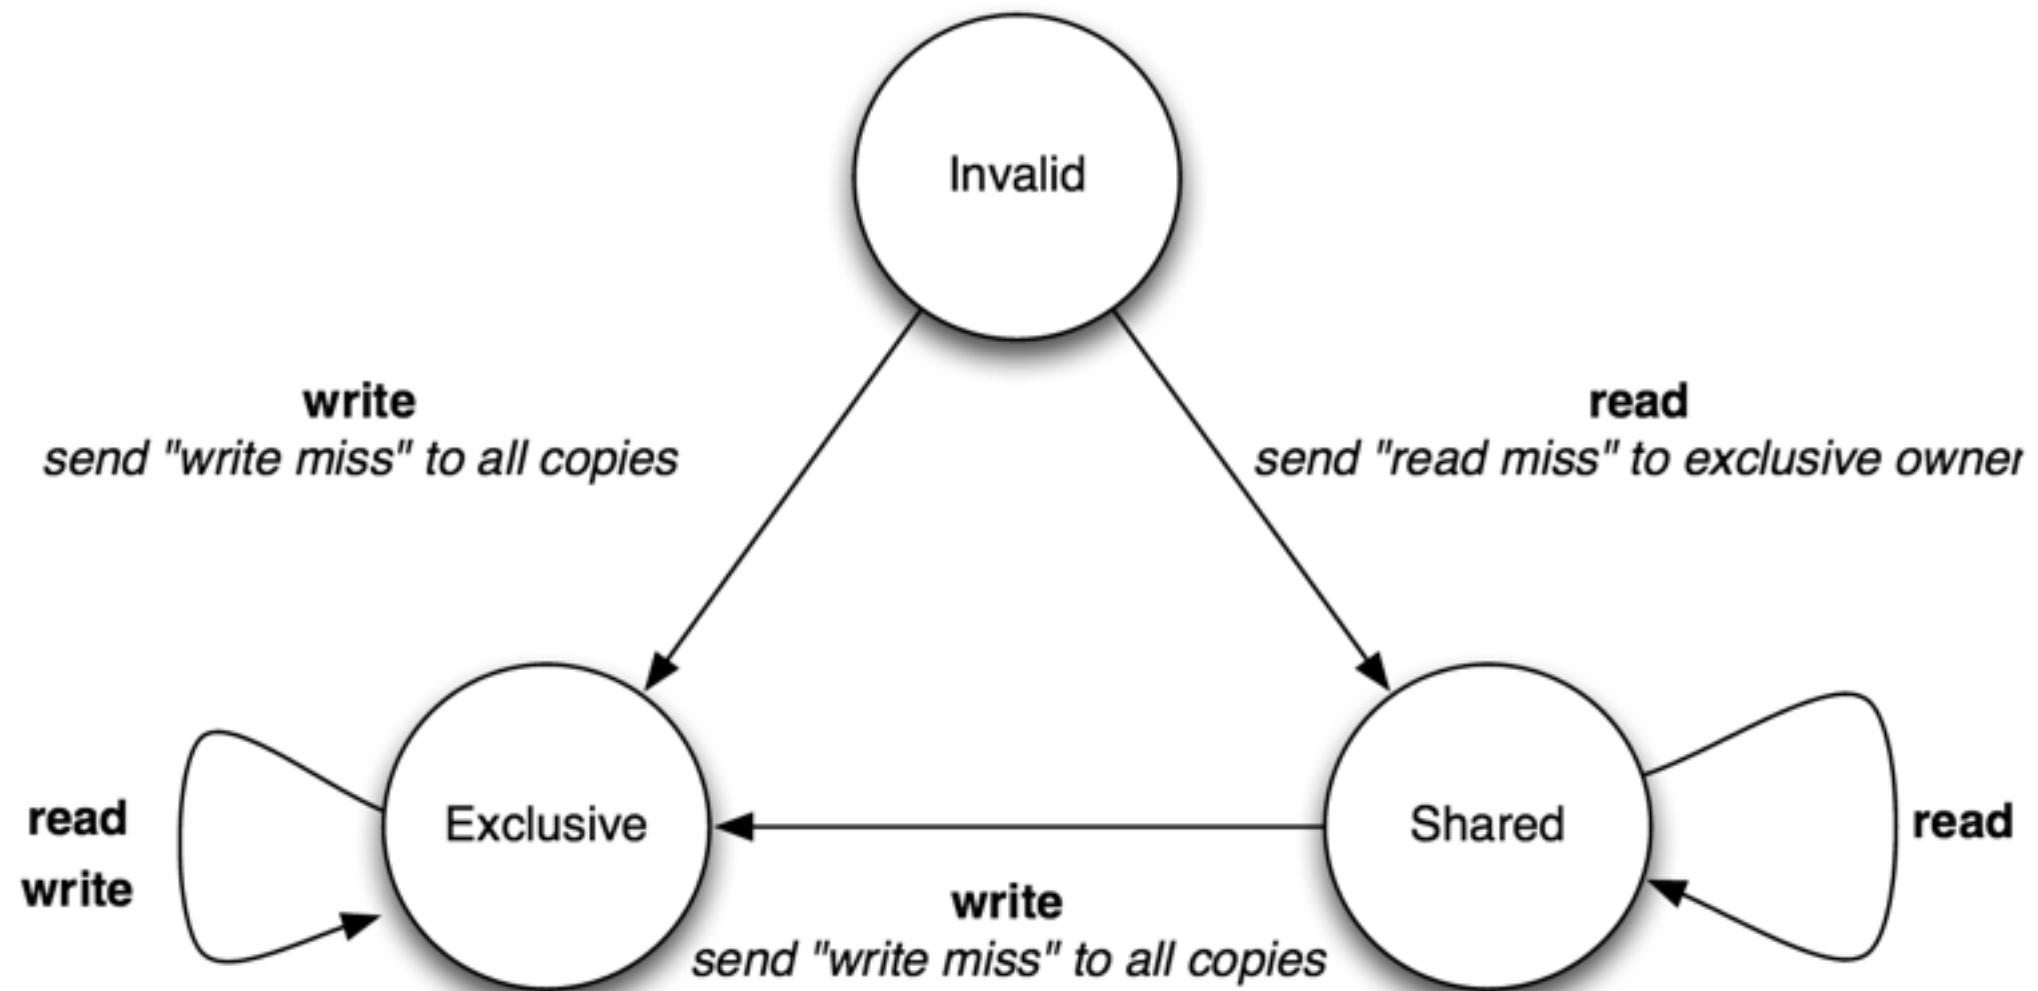 Invalid
write
send "write miss" to all copies
read
send "read miss" to exclusive owner
read
write
Exclusive
Shared
read
write
send "write miss" to all copies